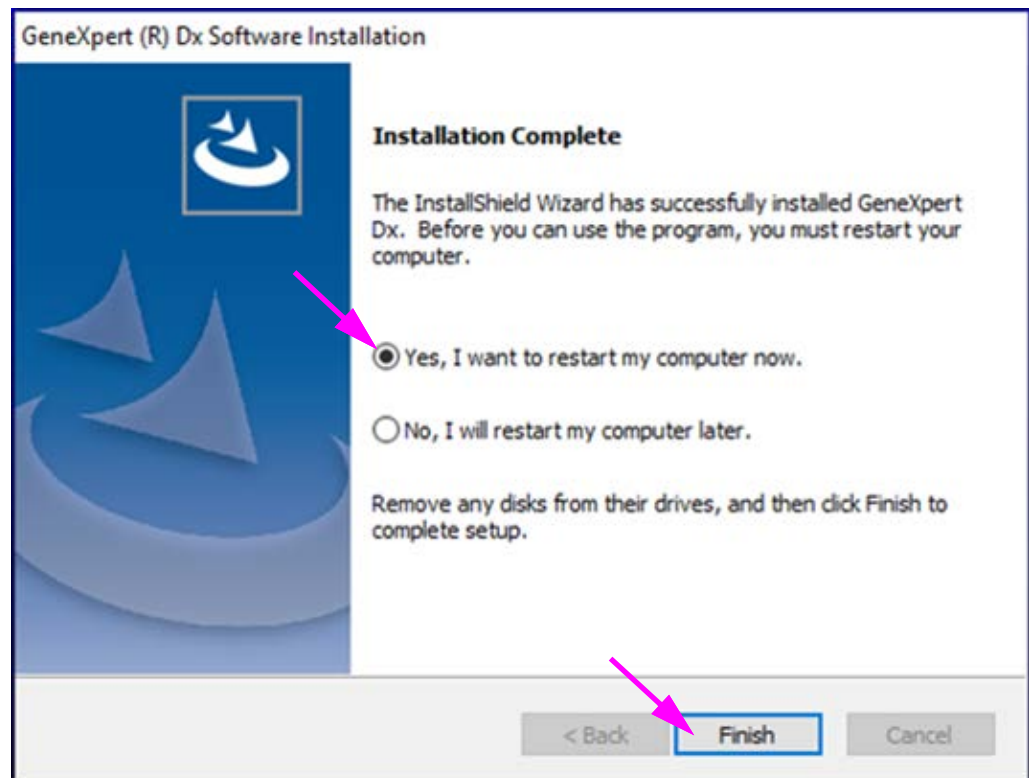 GeneXpert (R) Dx Software Installation
Installation Complete
The InstallShield Wizard has successfully installed GeneXpert
Dx.  Before you can use the program, you must restart your
computer.
Yes, I want to restart my computer now.
No, I will restart my computer later.
Remove any disks from their drives, and then click Finish to
complete setup.
< Back
Finish
Cancel